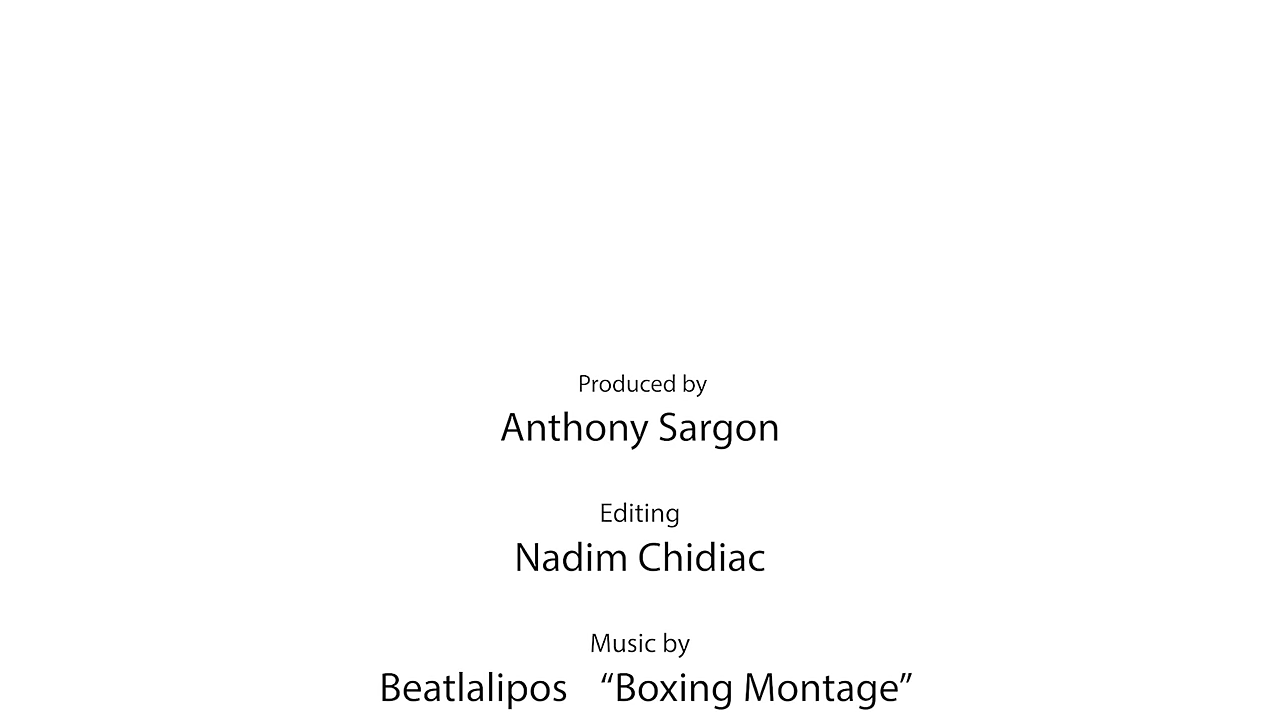 Produced by
Anthony Sargon
Editing
Nadim Chidiac
Music by
Beatlalipos “Boxing Montage”